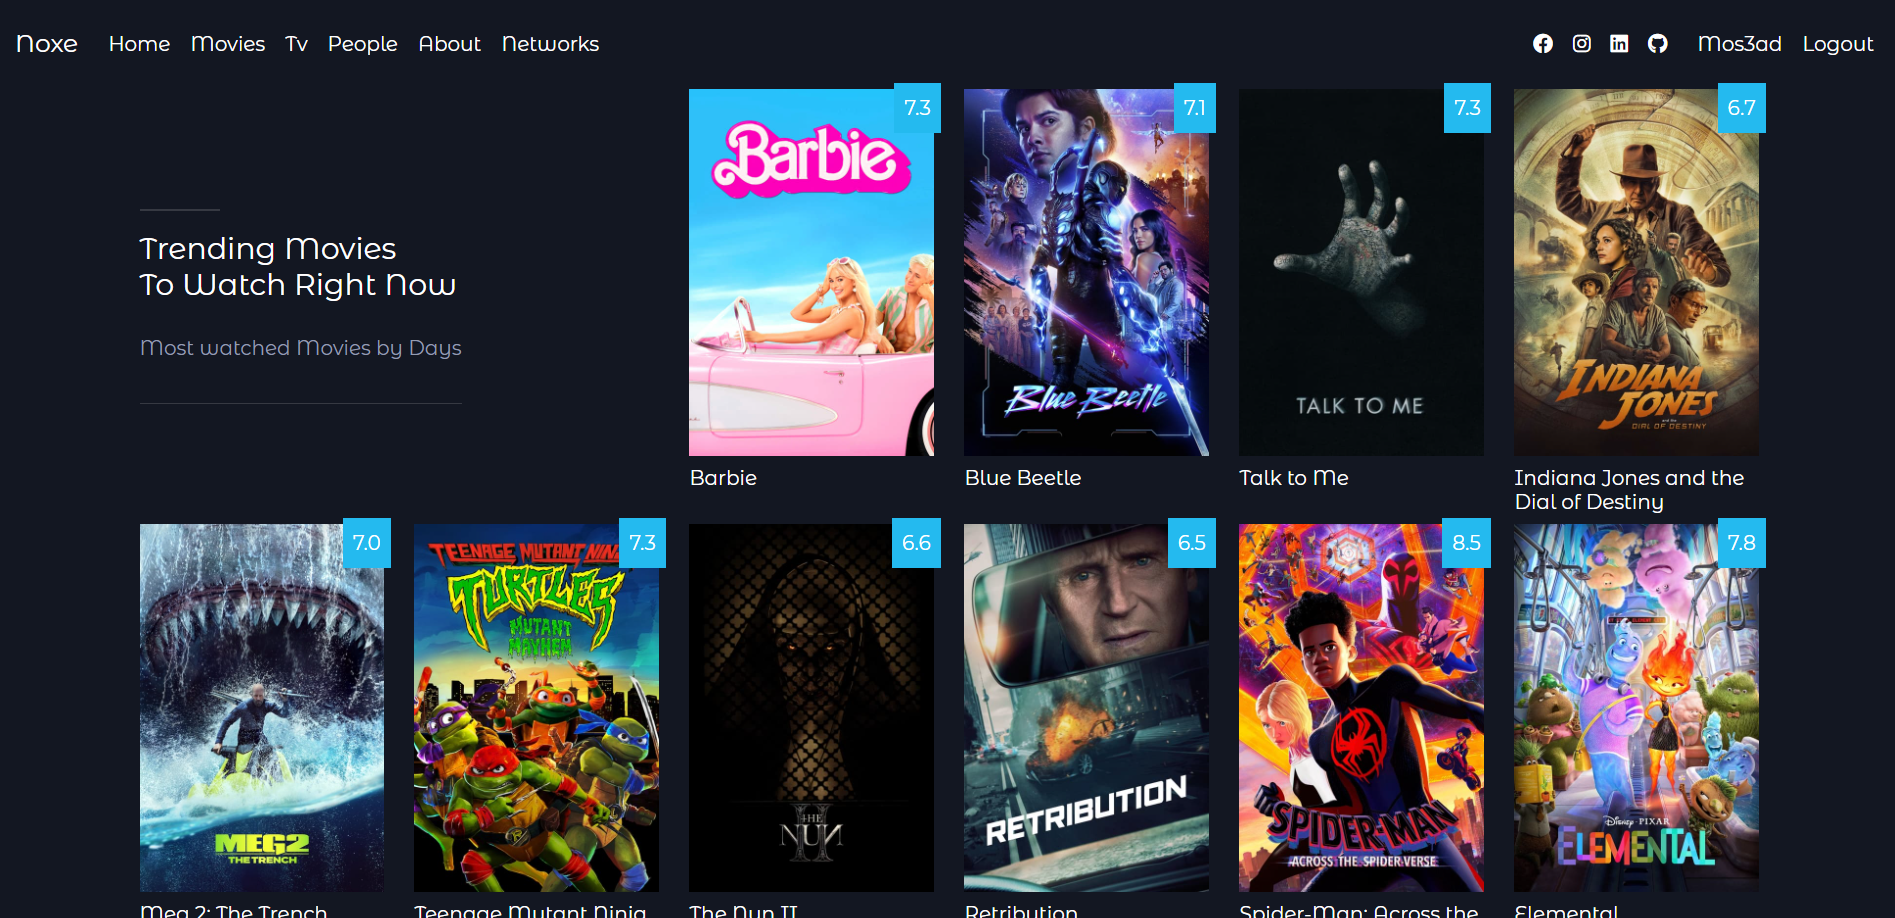 Noxe Home Movies Tv People About Networks Mos3ad Logout
Trending Movies
To Watch Right Now
Most watched Movies by Days
7.3
Barbie
Barbie
7.1
Blue Beetle
Blue Beetle
7.3
TALK TO ME
Talk to Me
6.7
INDIANA
JONES
and the
DIAL OF DESTINY
Indiana Jones and the
Dial of Destiny
7.0
MEG2
THE TRENCH
Meg 2: The Trench
7.3
TEENAGE MUTANT NINJ
TURTLES
MUTANT
MAYHEM
Teenage Mutant Ninja
6.6
THE
NUN
II
The Nun II
6.5
RETRIBUTION
Retribution
8.5
SPIDER-MAN
ACROSS THE SPIDER-VERSE
Spider-Man: Across the
7.8
Disney PIXAR
ELEMENTAL
Elemental